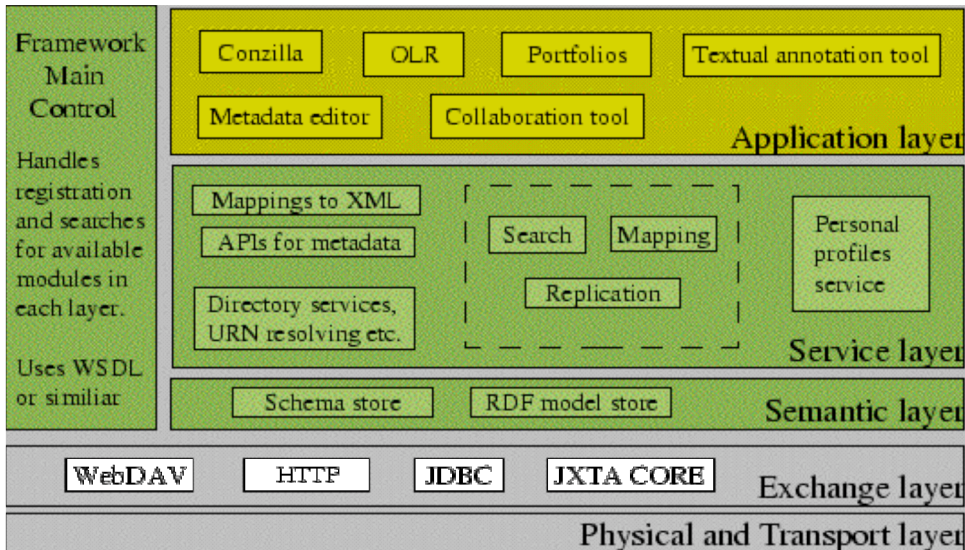 Framework
Main
Control
Handles
registration
and searches
for available
modules in
each layer.
Uses WSDL
or similiar
Conzilla
OLR
Portfolios
Textual annotation tool
Metadata editor
Collaboration tool
Application layer
Mappings to XML
APIs for metadata
Directory services,
URN resolving etc.
Search
Mapping
Replication
Personal
profiles
service
Service layer
Schema store
RDF model store
Semantic layer
WebDAV
HTTP
JDBC
JXTA CORE
Exchange layer
Physical and Transport layer